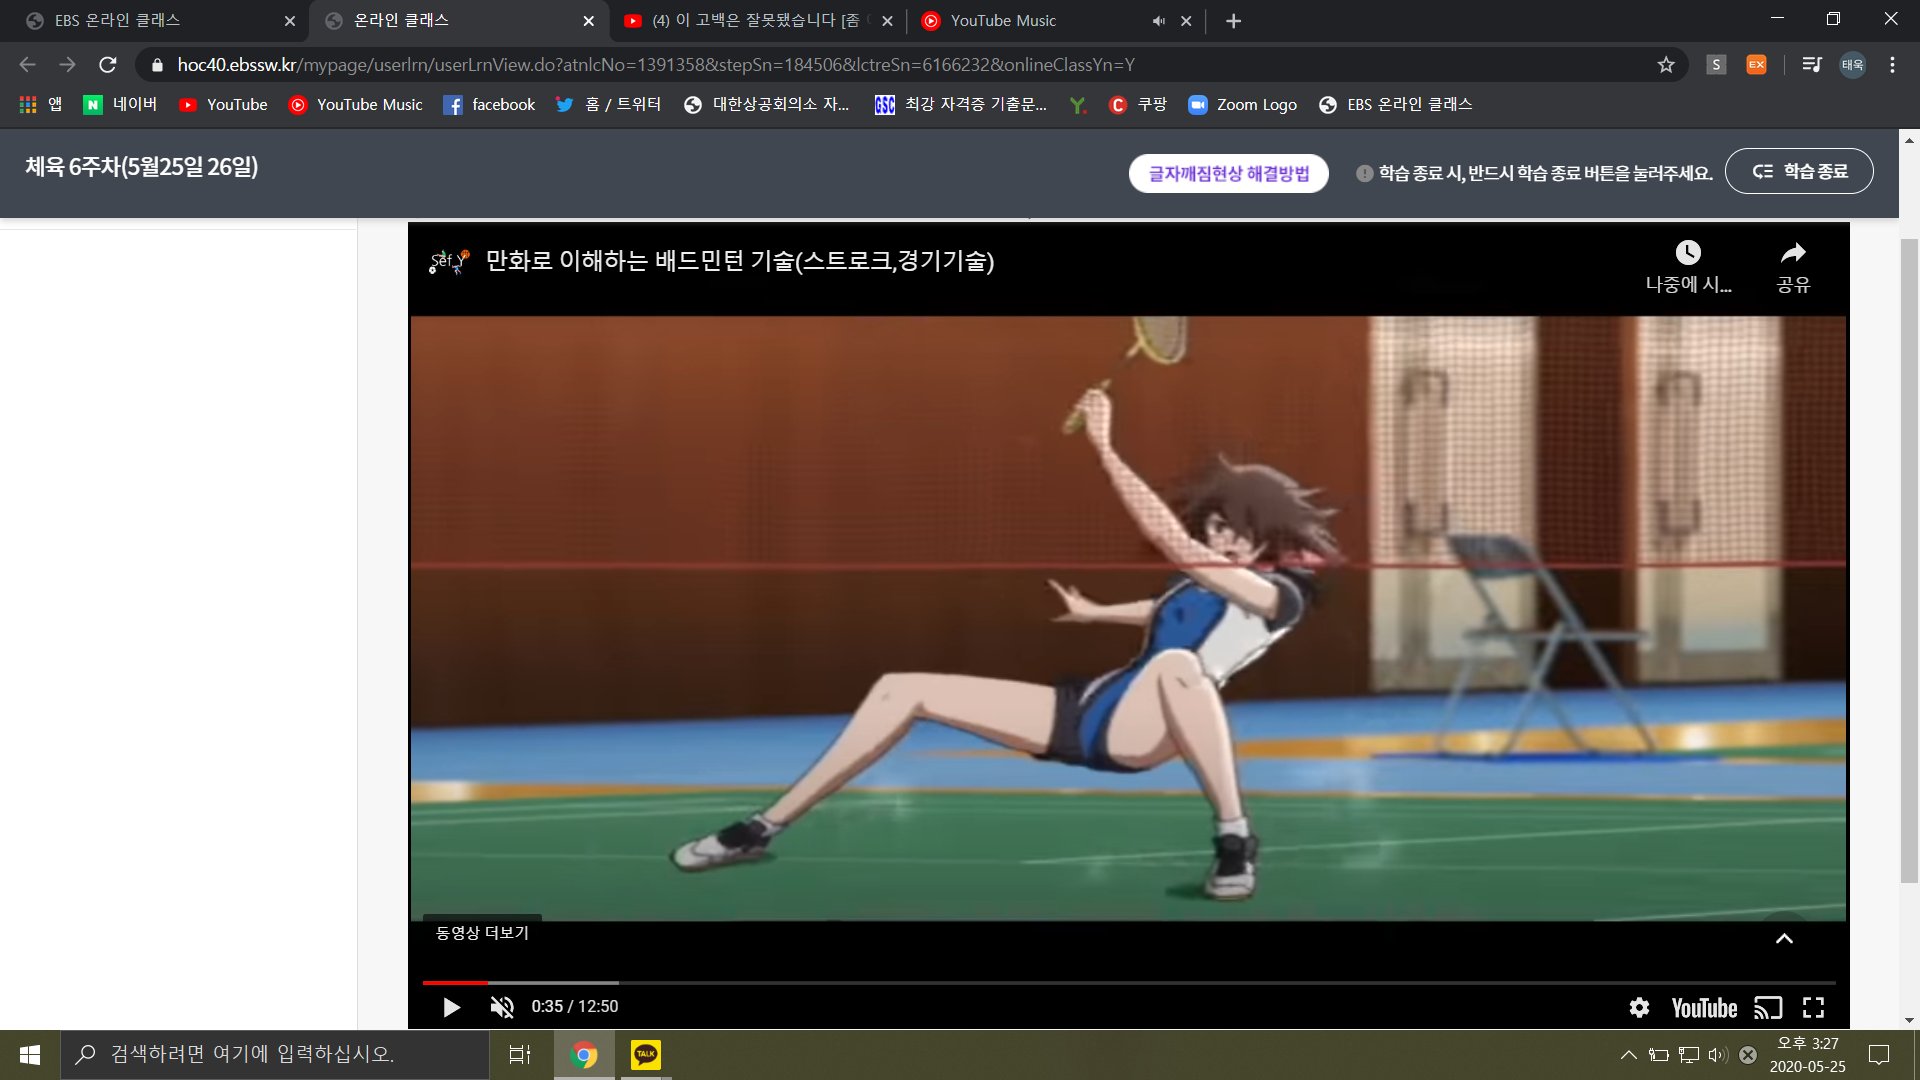 EBS 온라인 클래스
온라인 클래스
(4) 이 고백은 잘못됐습니다 [좀
YouTube Music
hoc40.ebssw.kr/mypage/userlrn/userLrnView.do?atnlcNo=1391358&stepSn=184506&lctreSn=6166232&onlineClassYn=Y
S
EX
태욱
앱
N 네이버
YouTube
YouTube Music
facebook
홈 / 트위터
대한상공회의소 자...
GSC 최강 자격증 기출문...
Y.
C 쿠팡
Zoom Logo
EBS 온라인 클래스
체육 6주차(5월25일 26일)
글자깨짐현상 해결방법
학습 종료 시, 반드시 학습 종료 버튼을 눌러주세요.
학습 종료
Sef.Y
만화로 이해하는 배드민턴 기술(스트로크,경기기술)
나중에 시...
공유
동영상 더보기
0:35 / 12:50
YouTube
검색하려면 여기에 입력하십시오.
TALK
오후 3:27
2020-05-25